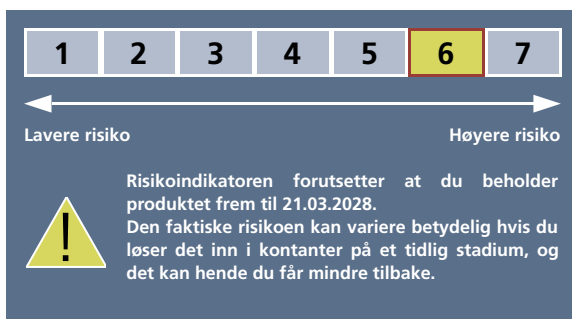 1 2 3 4 5 6 7
Lavere risiko Høyere risiko
Risikoindikatoren forutsetter at du beholder
produktet frem til 21.03.2028.
Den faktiske risikoen kan variere betydelig hvis du
løser det inn i kontanter på et tidlig stadium, og
det kan hende du får mindre tilbake.
!